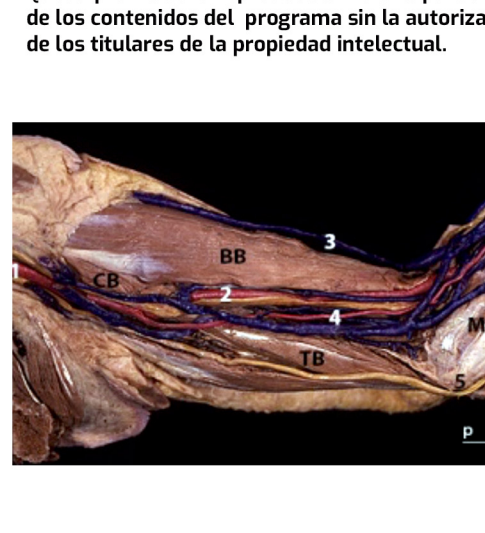 de los contenidos del programa sin la autoriza
de los titulares de la propiedad intelectual.
3
BB
1
CB
2
4
M
TB
5
P